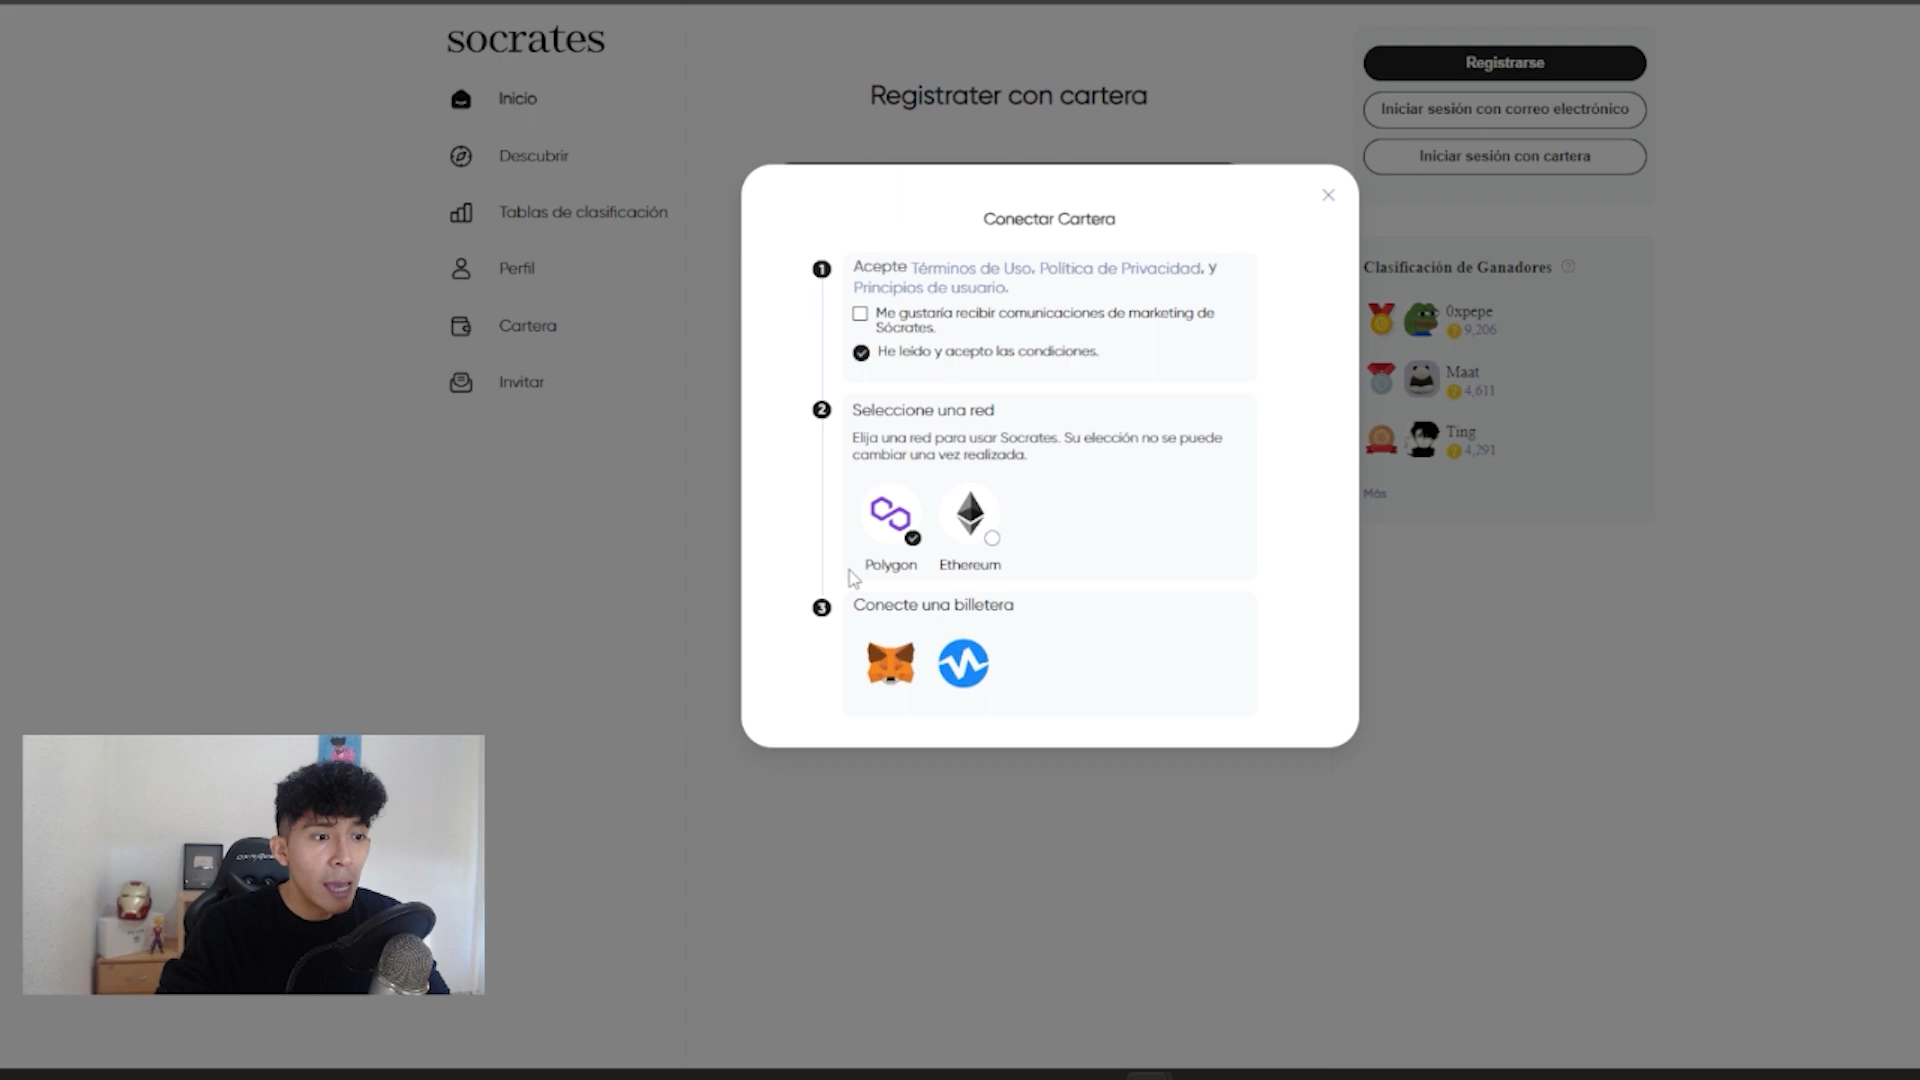 socrates
Inicio
Descubrir
Tablas de clasificación
Perfil
Cartera
Invitar
Registrater con cartera
Conectar Cartera
1
Acepte Términos de Uso, Política de Privacidad, y
Principios de usuario.
Me gustaría recibir comunicaciones de marketing de
Sócrates.
He leído y acepto las condiciones.
2
Seleccione una red
Elija una red para usar Socrates. Su elección no se puede
cambiar una vez realizada.
Polygon
Ethereum
3
Conecte una billetera
Registrarse
Iniciar sesión con correo electrónico
Iniciar sesión con cartera
Clasificación de Ganadores
0xpepe
9,206
Maat
4,611
Ting
4,291
Más